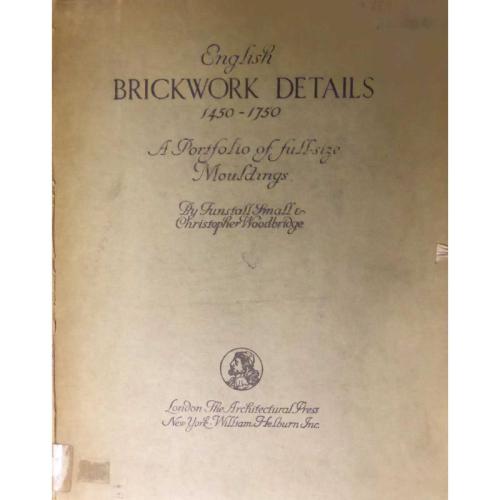 English
BRICKWORK DETAILS
1450-1750
A Portfolio of full-size
Mouldings
By Tunstall Small &
Christopher Woodbridge
London The Architectural Press
New York · William Helburn Inc.